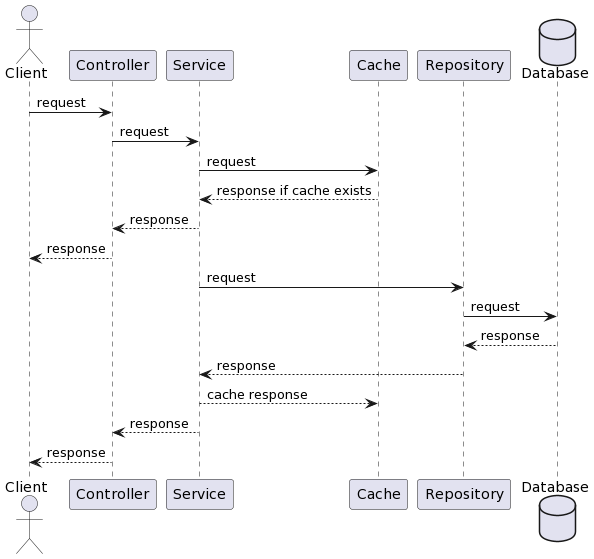 Client
Controller
Service
Cache
Repository
Database
request
request
request
response if cache exists
response
response
request
request
response
response
cache response
response
response
Client
Controller
Service
Cache
Repository
Database